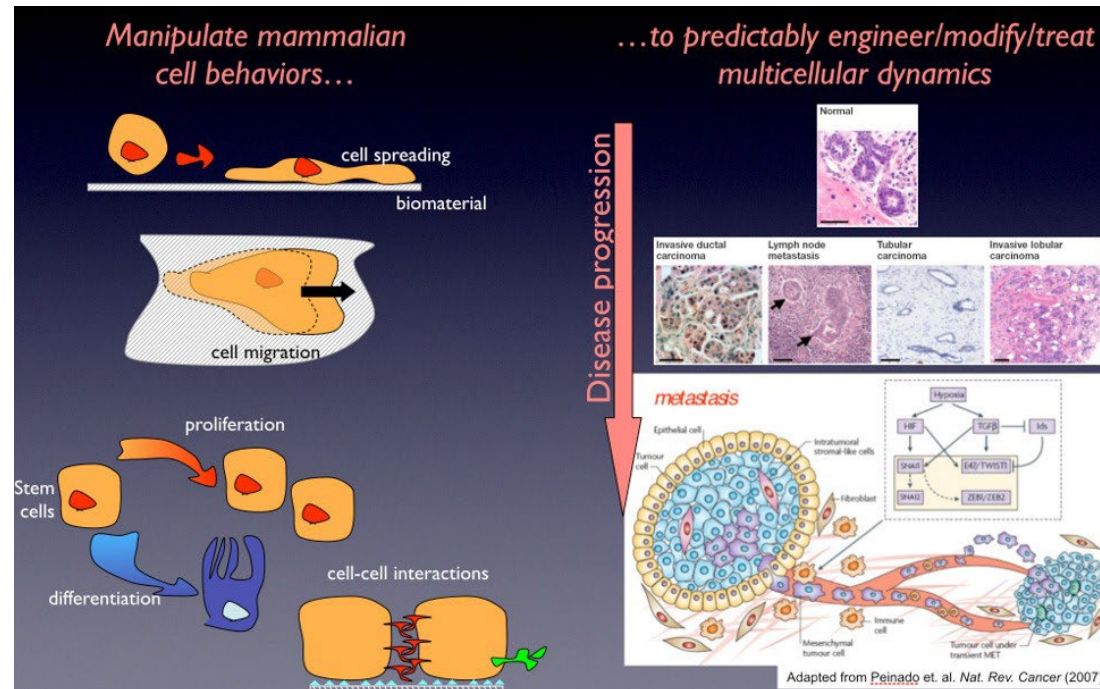 Manipulate mammalian
cell behaviors…
cell spreading
biomaterial
cell migration
proliferation
Stem
cells
differentiation
cell-cell interactions
…to predictably engineer/modify/treat
multicellular dynamics
Disease progression
Normal
Invasive ductal
carcinoma
Lymph node
metastasis
Tubular
carcinoma
Invasive lobular
carcinoma
metastasis
Epithelial cell
Tumour
cell
Intratumoral
stromal-like cells
Fibroblast
Hypoxia
HIF
TGFβ
Ids
SNAI1
E47/TWIST1
SNAI2
ZEB1/ZEB2
Immune
cell
Mesenchymal
tumour cell
Tumour cell under
transient MET
Adapted from Peinado et. al. Nat. Rev. Cancer (2007)